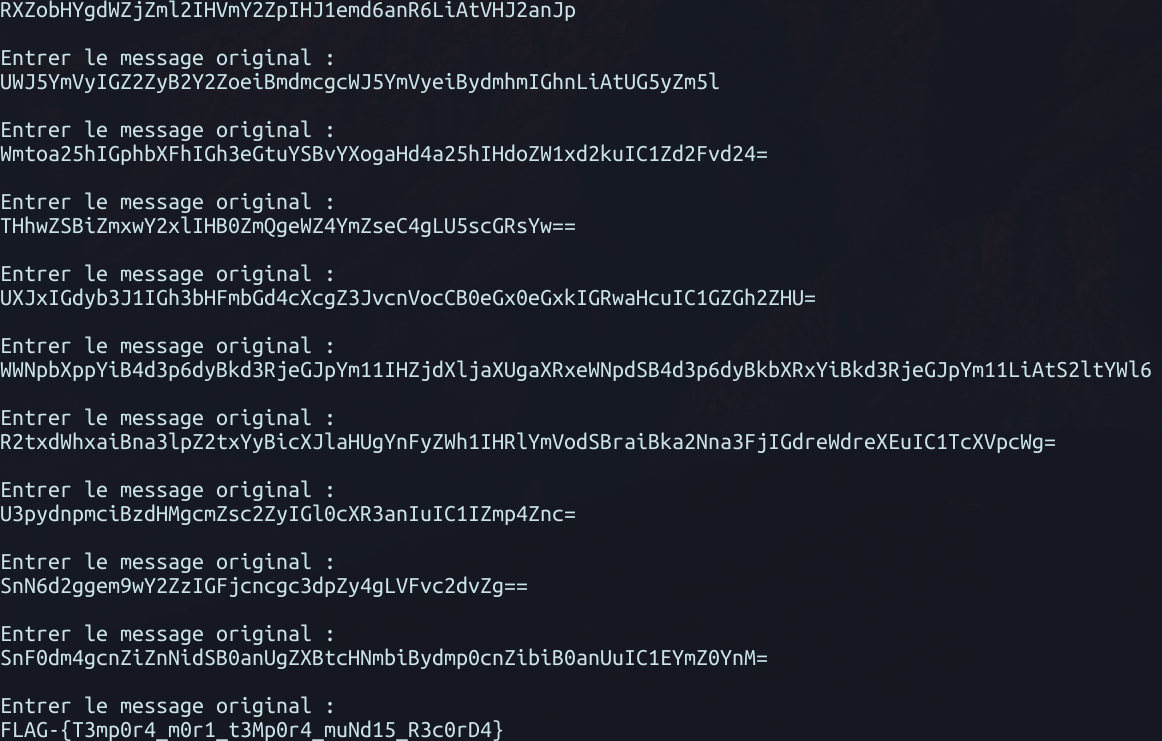 RXZobHYgdWZjZml2IHVmY2ZpIHJ1emd6anR6LiAtVHJ2anJp
Entrer le message original :
UWJ5YmVyIGZ2ZyB2Y2ZoeiBmdmcgcWJ5YmVyeiBydmhmIGhnLiAtUG5yZm5l
Entrer le message original :
Wmtoa25hIGphbXFhIGh3eGtuYSBvYXogaHd4a25hIHdoZW1xd2kuIC1Zd2Fvd24=
Entrer le message original :
THhwZSBiZmxwY2xlIHB0ZmQgeWZ4YmZseC4gLU5scGRsYw==
Entrer le message original :
UXJxIGdyb3J1IGh3bHFmbGd4cXcgZ3JvcnVocCB0eGx0eGxkIGRwaHcuIC1GZGh2ZHU=
Entrer le message original :
WWNpbXppYiB4d3p6dyBkd3RjeGJpYm11IHZjdXljaXUgaXRxeWNpdSB4d3p6dyBkbXRxYiBkd3RjeGJpYm11LiAtS2ltYWl6
Entrer le message original :
R2txdWhxaiBna3lpZ2txYyBicXJlaHUgYnFyZWh1IHRlYmVodSBraiBka2Nna3FjIGdreWdreXEuIC1TcXVpcWg=
Entrer le message original :
U3pydnpmciBzdHMgcmZsc2ZyIGl0cXR3anIuIC1IZmp4Znc=
Entrer le message original :
SnN6d2ggem9wY2ZzIGFjcncgc3dpZy4gLVFvc2dvZg==
Entrer le message original :
SnF0dm4gcnZiZnNidSB0anUgZXBtcHNmbiBydmp0cnZibiB0anUuIC1EYmZ0YnM=
Entrer le message original :
FLAG-{T3mp0r4_m0r1_t3Mp0r4_muNd15_R3c0rD4}